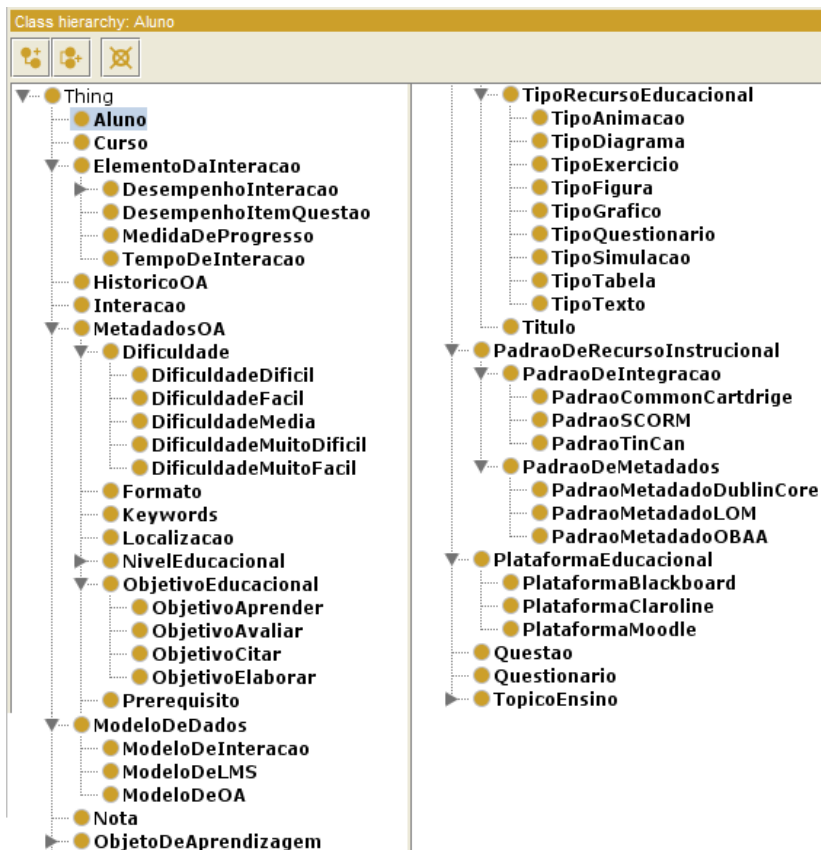 Class hierarchy: Aluno
Thing
Aluno
Curso
ElementoDaInteracao
DesempenhoInteracao
DesempenhoItemQuestao
MedidaDeProgresso
TempoDeInteracao
HistoricoOA
Interacao
MetadadosOA
Dificuldade
DificuldadeDificil
DificuldadeFacil
DificuldadeMedia
DificuldadeMuitoDificil
DificuldadeMuitoFacil
Formato
Keywords
Localizacao
NivelEducacional
ObjetivoEducacional
ObjetivoAprender
ObjetivoAvaliar
ObjetivoCitar
ObjetivoElaborar
Prerequisito
ModeloDeDados
ModeloDeInteracao
ModeloDeLMS
ModeloDeOA
Nota
ObjetoDeAprendizagem
TipoRecursoEducacional
TipoAnimacao
TipoDiagrama
TipoExercicio
TipoFigura
TipoGrafico
TipoQuestionario
TipoSimulacao
TipoTabela
TipoTexto
Titulo
PadraoDeRecursoInstrucional
PadraoDeIntegracao
PadraoCommonCartdrige
PadraoSCORM
PadraoTinCan
PadraoDeMetadados
PadraoMetadadoDublinCore
PadraoMetadadoLOM
PadraoMetadadoOBAA
PlataformaEducacional
PlataformaBlackboard
PlataformaClaroline
PlataformaMoodle
Questao
Questionario
TopicoEnsino